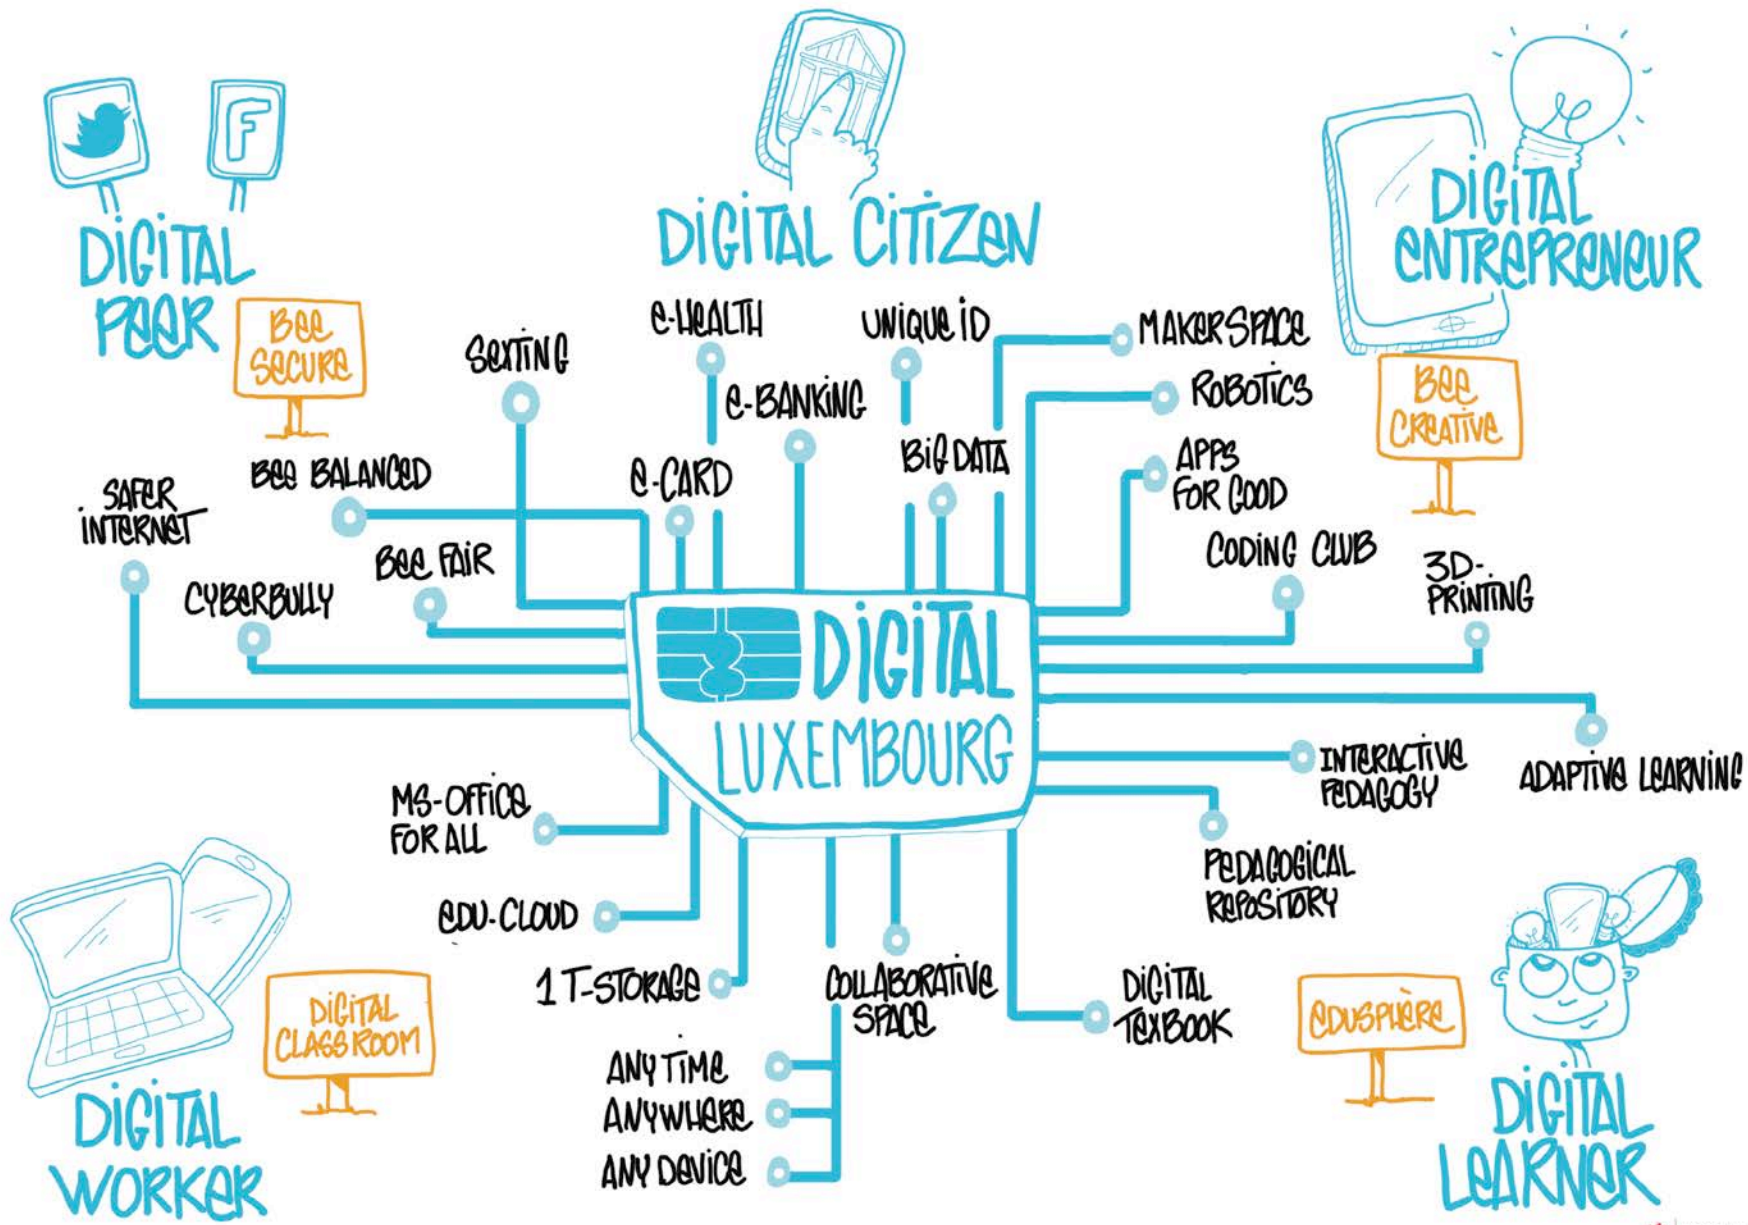 DIGITAL
PEER
BEE
SECURE
SEXTING
BEE BALANCED
SAFER
INTERNET
BEE FAIR
CYBERBULLY
DIGITAL CITIZEN
e-HEALTH
UNIQUE ID
e-BANKING
BIG DATA
e-CARD
DIGITAL
ENTREPRENEUR
MAKERSPACE
ROBOTICS
BEE
CREATIVE
APPS
FOR GOOD
CODING CLUB
3D-
PRINTING
DIGITAL
LUXEMBOURG
INTERACTIVE
PEDAGOGY
ADAPTIVE LEARNING
PEDAGOGICAL
REPOSITORY
DIGITAL
TEXBOOK
EDUSPHÈRE
DIGITAL
LEARNER
MS-OFFICE
FOR ALL
EDU-CLOUD
1 T-STORAGE
COLLABORATIVE
SPACE
ANYTIME
ANYWHERE
ANY DEVICE
DIGITAL
CLASSROOM
DIGITAL
WORKER